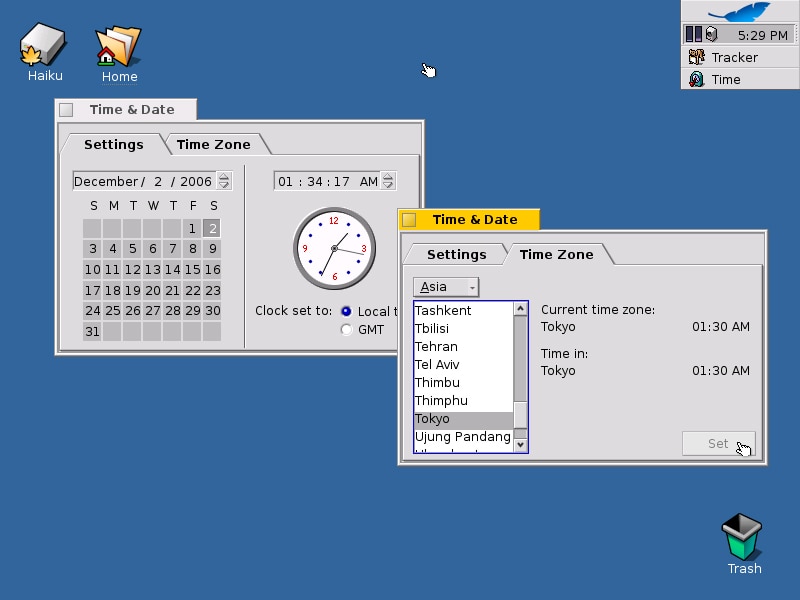 Haiku
Home
5:29 PM
Tracker
Time
Time & Date
Settings
Time Zone
December / 2 / 2006
S M T W T F S
1 2
3 4 5 6 7 8 9
10 11 12 13 14 15 16
17 18 19 20 21 22 23
24 25 26 27 28 29 30
31
01 : 34 : 17 AM
12
9 3
6
Clock set to: Local t
GMT
Time & Date
Settings
Time Zone
Asia
Tashkent
Tbilisi
Tehran
Tel Aviv
Thimbu
Thimphu
Tokyo
Ujung Pandang
Current time zone:
Tokyo 01:30 AM
Time in:
Tokyo 01:30 AM
Set
Trash